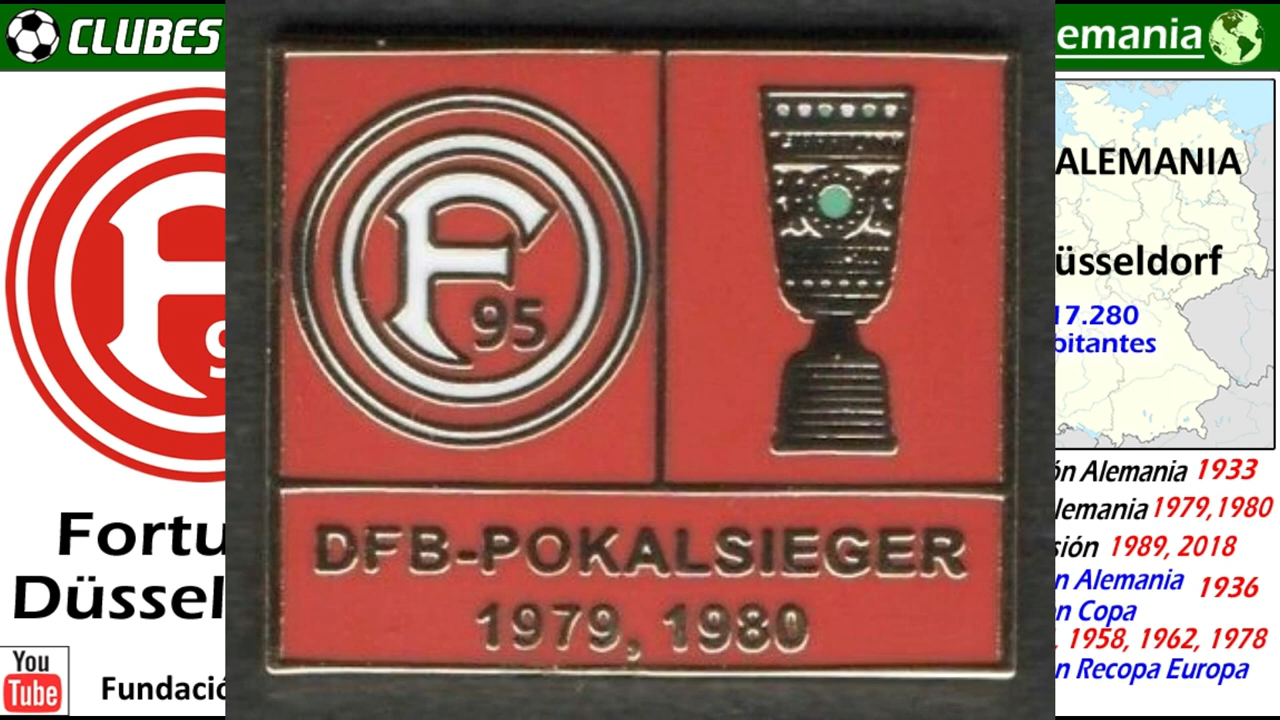 CLUBES
emania
F
95
DFB-POKALSIEGER
1979, 1980
F
9
Fortu
Düssel
You
Tube
Fundació
ALEMANIA
üsseldorf
17.280
bitantes
ón Alemania 1933
lemania 1979,1980
sión 1989, 2018
n Alemania 1936
n Copa
, 1958, 1962, 1978
n Recopa Europa